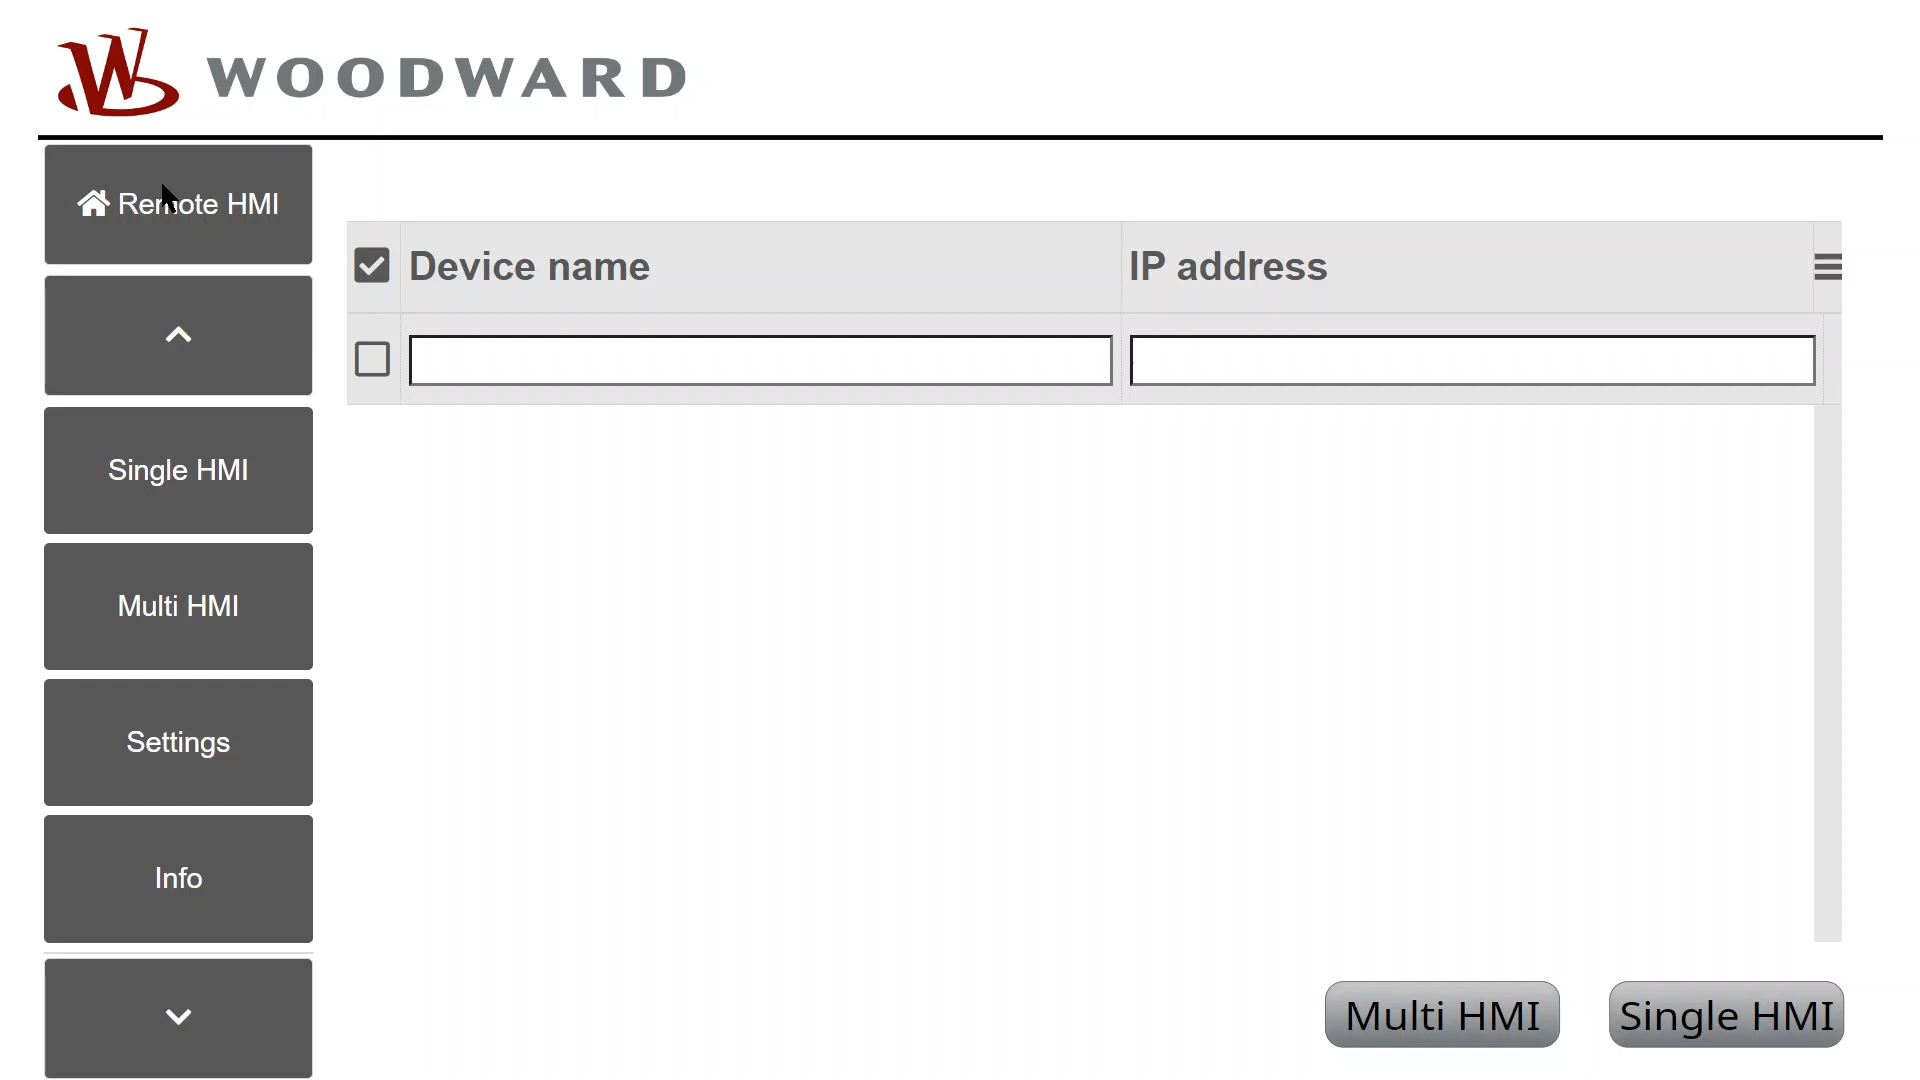 WOODWARD
Remote HMI
Device name
IP address
Single HMI
Multi HMI
Settings
Info
Multi HMI
Single HMI